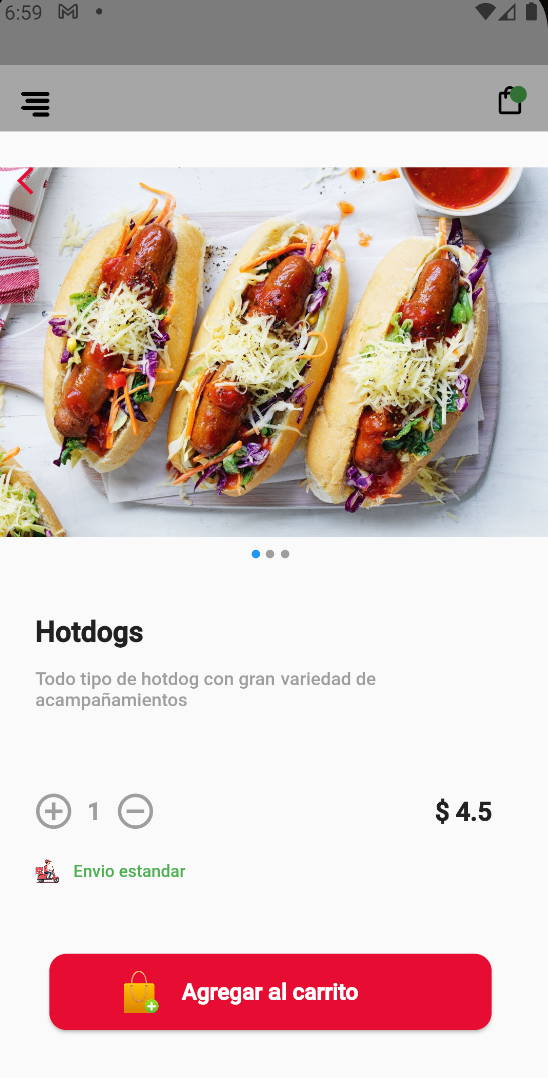 6:59
Hotdogs
Todo tipo de hotdog con gran variedad de
acampañamientos
1
$ 4.5
Envio estandar
Agregar al carrito